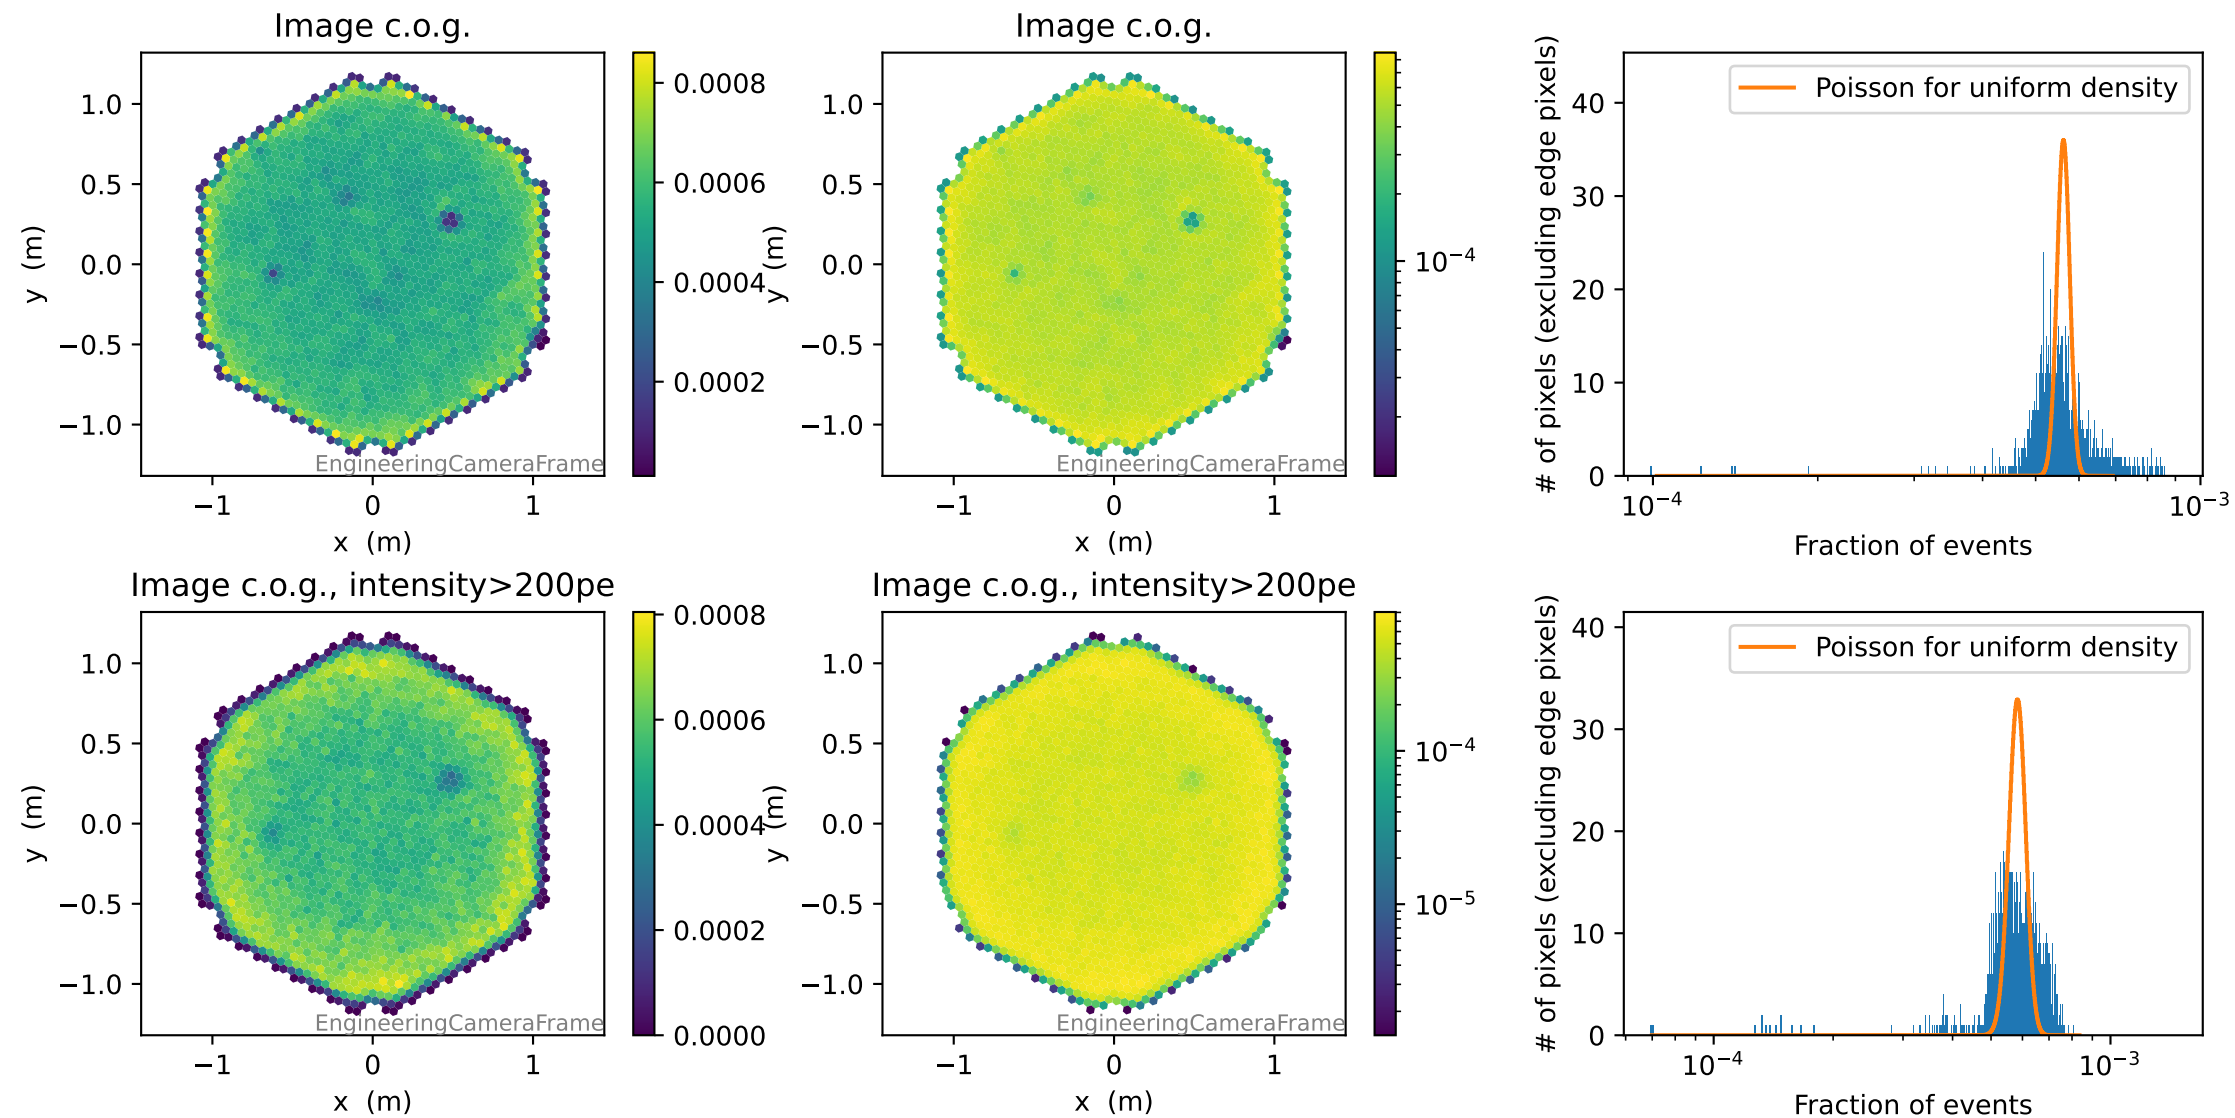 Image c.o.g.
1.0
0.5
0.0
−0.5
−1.0
y (m)
−1 0 1
x (m)
EngineeringCameraFrame
0.0008
0.0006
0.0004
0.0002
Image c.o.g.
1.0
0.5
0.0
−0.5
−1.0
y (m)
−1 0 1
x (m)
EngineeringCameraFrame
10⁻⁴
# of pixels (excluding edge pixels)
40
30
20
10
0
Poisson for uniform density
10⁻⁴ 10⁻³
Fraction of events
Image c.o.g., intensity>200pe
1.0
0.5
0.0
−0.5
−1.0
y (m)
−1 0 1
x (m)
EngineeringCameraFrame
0.0008
0.0006
0.0004
0.0002
0.0000
Image c.o.g., intensity>200pe
1.0
0.5
0.0
−0.5
−1.0
y (m)
−1 0 1
x (m)
EngineeringCameraFrame
10⁻⁴
10⁻⁵
# of pixels (excluding edge pixels)
40
30
20
10
0
Poisson for uniform density
10⁻⁴ 10⁻³
Fraction of events